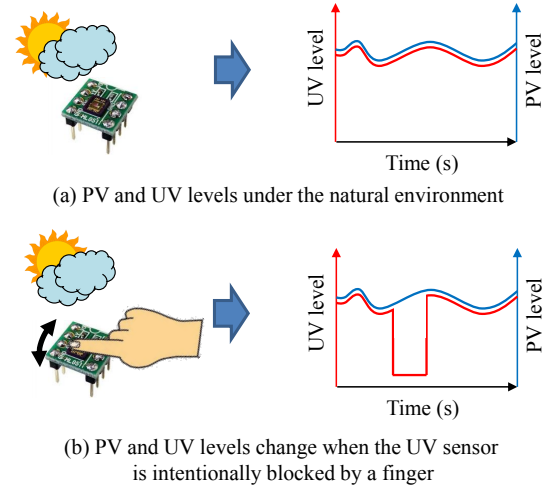 UV level
PV level
Time (s)
(a) PV and UV levels under the natural environment
UV level
PV level
Time (s)
(b) PV and UV levels change when the UV sensor
is intentionally blocked by a finger